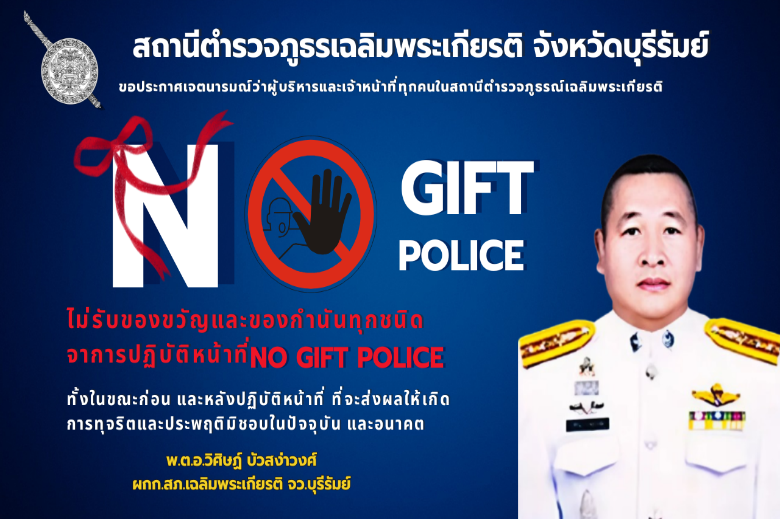 สถานีตำรวจภูธรเฉลิมพระเกียรติ จังหวัดบุรีรัมย์
ขอประกาศเจตนารมณ์ว่าผู้บริหารและเจ้าหน้าที่ทุกคนในสถานีตำรวจภูธรณ์เฉลิมพระเกียรติ
NO GIFT
POLICE
ไม่รับของขวัญและของกำนันทุกชนิด
จาการปฏิบัติหน้าที่NO GIFT POLICE
ทั้งในขณะก่อน และหลังปฏิบัติหน้าที่ ที่จะส่งผลให้เกิด
การทุจริตและประพฤติมิชอบในปัจจุบัน และอนาคต
พ.ต.อ.วิศิษฏ์ บัวสง่าวงศ์
ผกก.สภ.เฉลิมพระเกียรติ จว.บุรีรัมย์